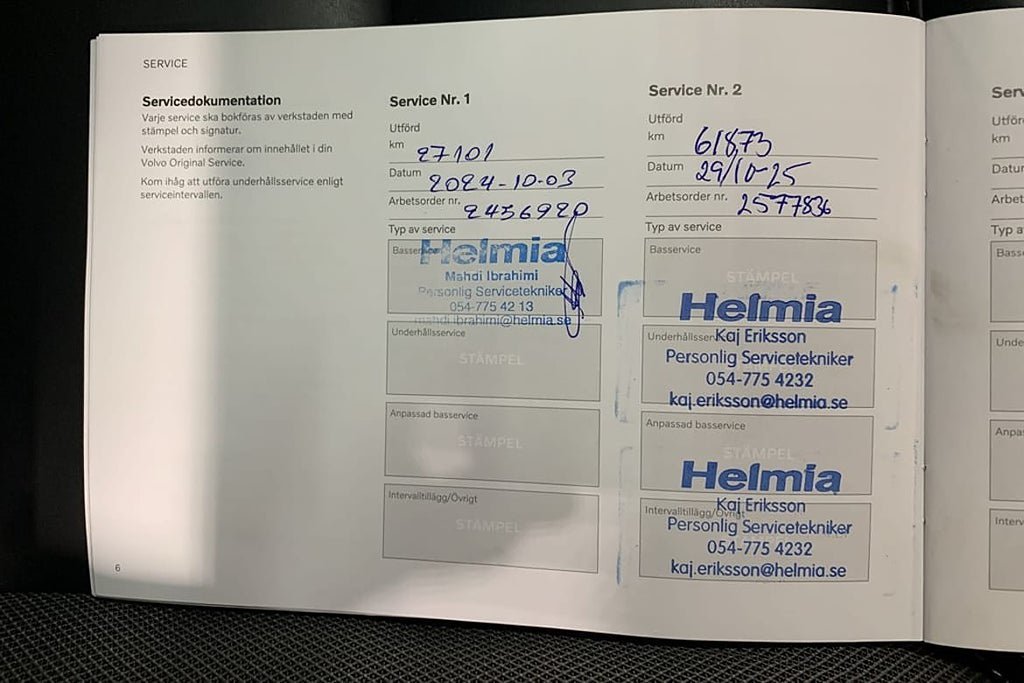 SERVICE
Servicedokumentation
Varje service ska bokföras av verkstaden med
stämpel och signatur.
Verkstaden informerar om innehållet i din
Volvo Original Service.
Kom ihåg att utföra underhållsservice enligt
serviceintervallen.
6
Service Nr. 1
Utförd
km 27101
Datum 2024-10-03
Arbetsorder nr. 2436920
Typ av service
Basservice
Helmia
Mahdi Ibrahimi
Personlig Servicetekniker
054-775 42 13
mahdi.ibrahimi@helmia.se
Underhållsservice
STÄMPEL
Anpassad basservice
STÄMPEL
Intervalltillägg/Övrigt
STÄMPEL
Service Nr. 2
Utförd
km 61873
Datum 29/10-25
Arbetsorder nr. 2577836
Typ av service
Basservice
STÄMPEL
Helmia
Underhållsservice
Kaj Eriksson
Personlig Servicetekniker
054-775 4232
kaj.eriksson@helmia.se
Anpassad basservice
STÄMPEL
Helmia
Intervalltillägg/Övrigt
Kaj Eriksson
Personlig Servicetekniker
054-775 4232
kaj.eriksson@helmia.se
km